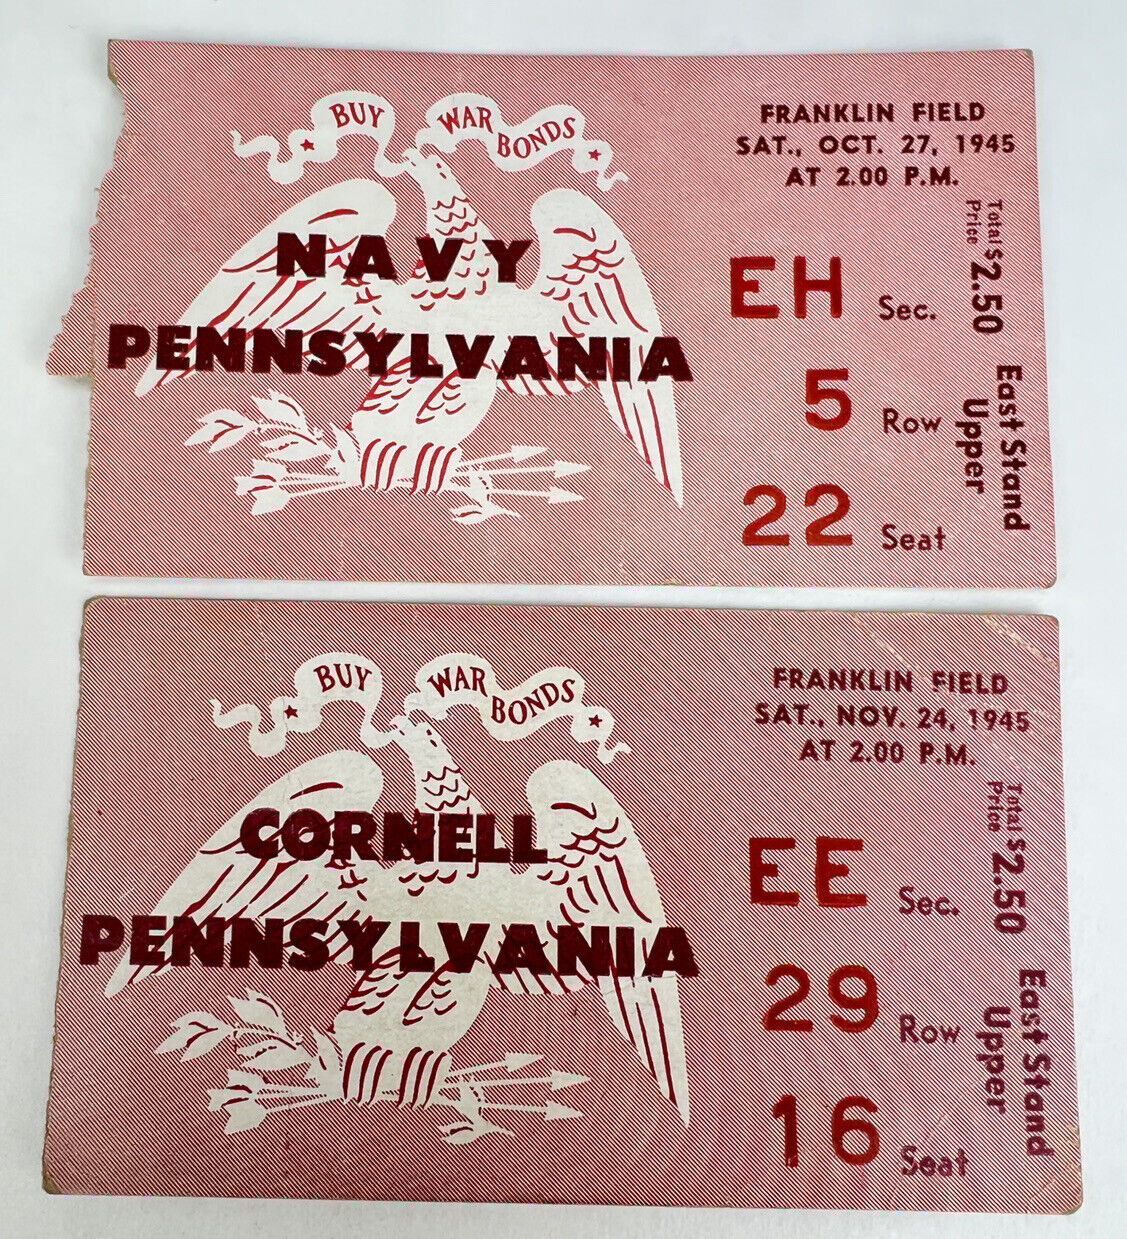 BUY WAR BONDS
NAVY
PENNSYLVANIA
FRANKLIN FIELD
SAT., OCT. 27, 1945
AT 2.00 P.M.
EH Sec.
5 Row
22 Seat
Total Price $2.50
East Stand
Upper
BUY WAR BONDS
CORNELL
PENNSYLVANIA
FRANKLIN FIELD
SAT., NOV. 24, 1945
AT 2.00 P.M.
EE Sec.
29 Row
16 Seat
Total Price $2.50
East Stand
Upper